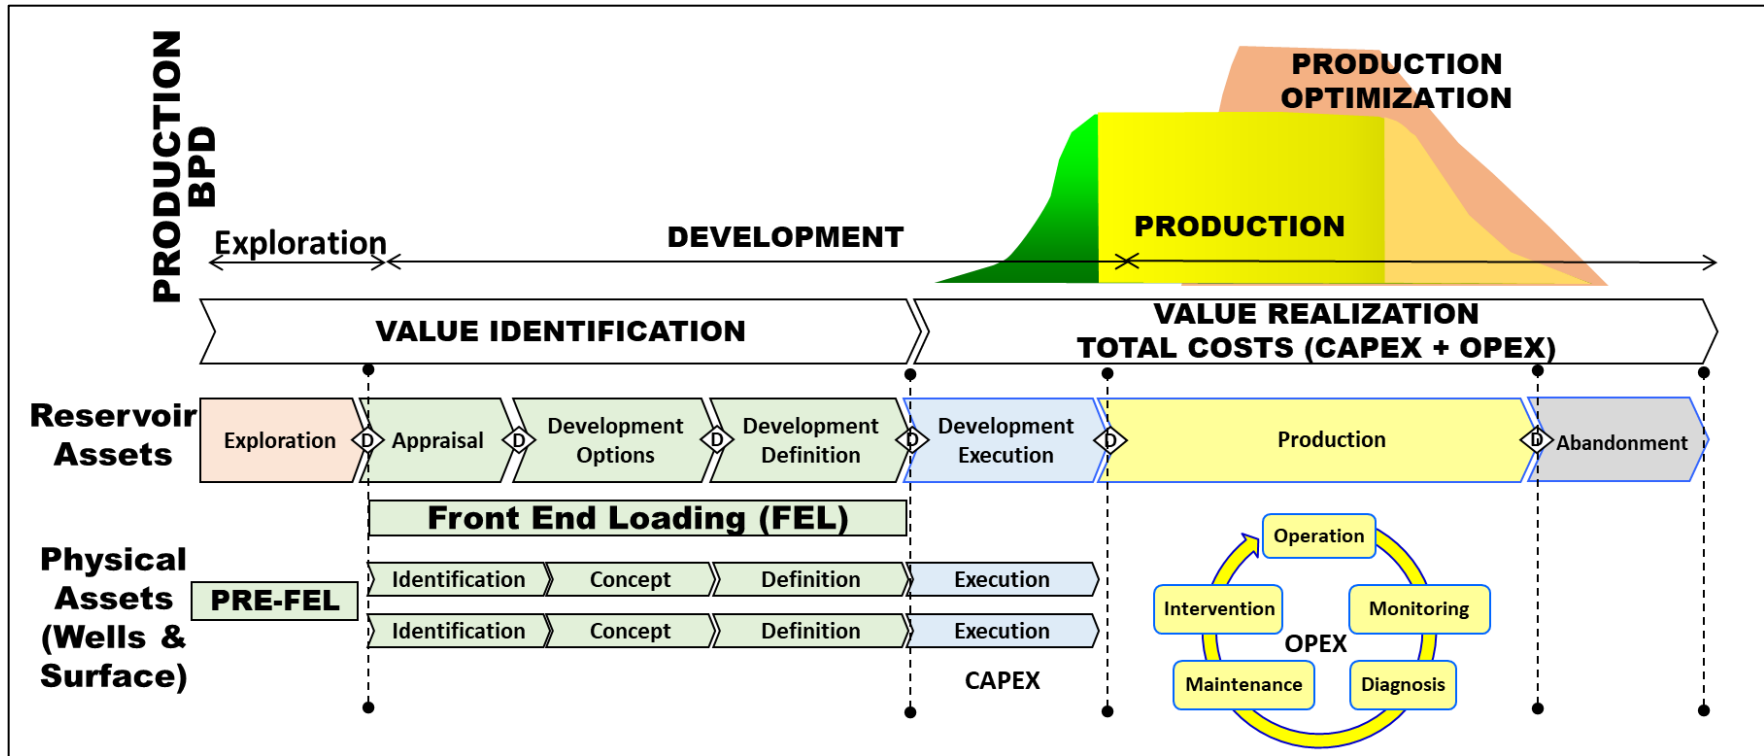 PRODUCTION
BPD
PRODUCTION
OPTIMIZATION
Exploration
DEVELOPMENT
PRODUCTION
VALUE IDENTIFICATION
VALUE REALIZATION
TOTAL COSTS (CAPEX + OPEX)
Reservoir
Assets
Exploration
D
Appraisal
D
Development
Options
D
Development
Definition
D
Development
Execution
D
Production
D
Abandonment
Front End Loading (FEL)
Physical
Assets
(Wells &
Surface)
PRE-FEL
Identification
Concept
Definition
Execution
Identification
Concept
Definition
Execution
CAPEX
Operation
Monitoring
Diagnosis
Maintenance
Intervention
OPEX